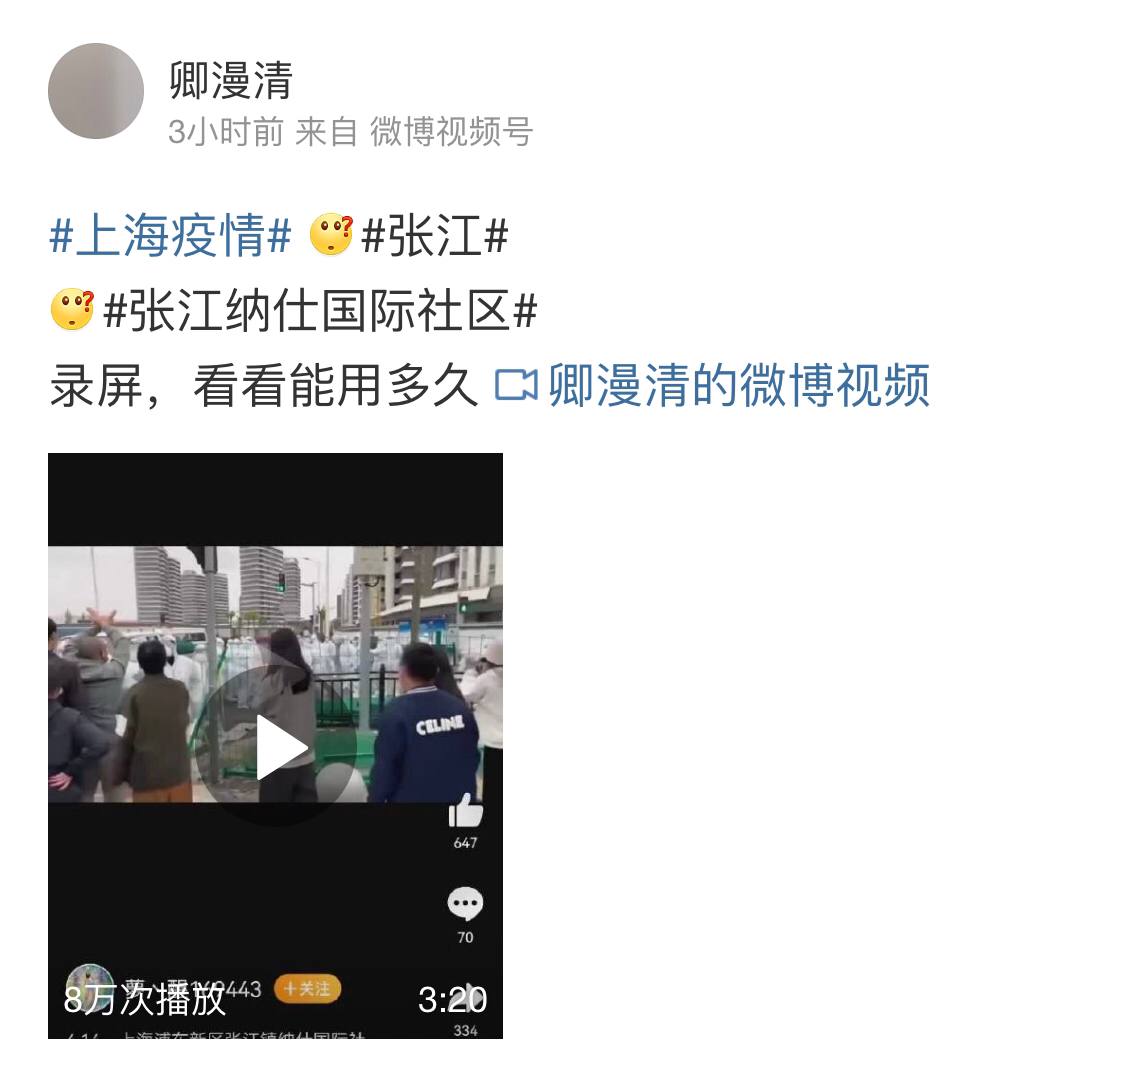 卿漫清
3小时前 来自 微博视频号
#上海疫情# #张江#
#张江纳仕国际社区#
录屏，看看能用多久 卿漫清的微博视频
CELINE
647
70
443
+关注
8万次播放
3:20
334
上海浦东新区张江镇纳仕国际社